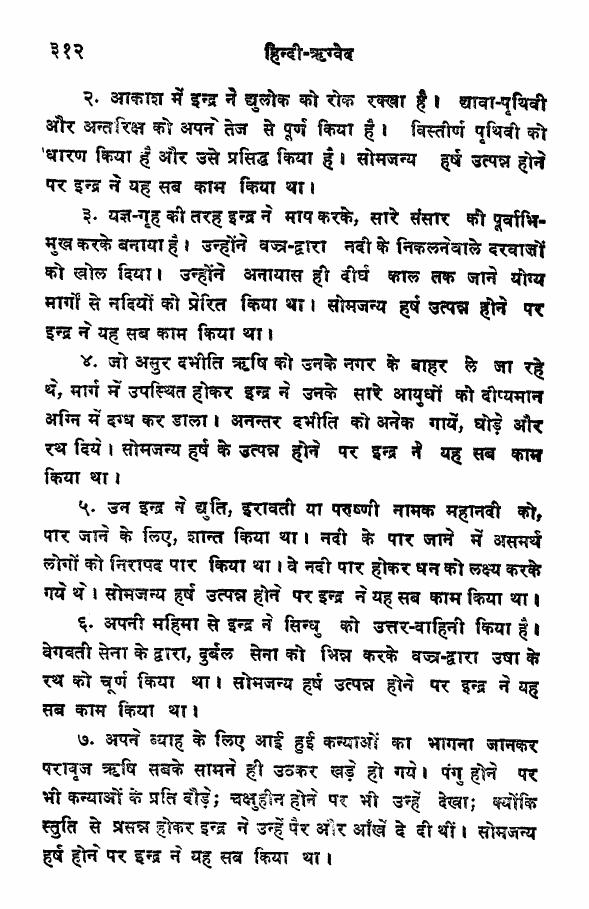 ३१२ हिन्दी-ऋग्वेद
२. आकाश में इन्द्र ने द्युलोक को रोक रक्खा है। द्यावा-पृथिवी
और अन्तरिक्ष को अपने तेज से पूर्ण किया है। विस्तीर्ण पृथिवी को
धारण किया है और उसे प्रसिद्ध किया है। सोमजन्य हर्ष उत्पन्न होने
पर इन्द्र ने यह सब काम किया था।
३. यज्ञ-गृह की तरह इन्द्र ने माप करके, सारे संसार को पूर्वाभि-
मुख करके बनाया है। उन्होंने वज्र-द्वारा नदी के निकलनेवाले दरवाजों
को खोल दिया। उन्होंने अनायास ही दीर्घ काल तक जाने योग्य
मार्गों से नदियों को प्रेरित किया था। सोमजन्य हर्ष उत्पन्न होने पर
इन्द्र ने यह सब काम किया था।
४. जो असुर दभीति ऋषि को उनके नगर के बाहर ले जा रहे
थे, मार्ग में उपस्थित होकर इन्द्र ने उनके सारे आयुधों को दीप्यमान
अग्नि में दग्ध कर डाला। अनन्तर दभीति को अनेक गायें, घोड़े और
रथ दिये। सोमजन्य हर्ष के उत्पन्न होने पर इन्द्र ने यह सब काम
किया था।
५. उन इन्द्र ने द्युति, इरावती या परुष्णी नामक महानदी को,
पार जाने के लिए, शान्त किया था। नदी के पार जाने में असमर्थ
लोगों को निरापद पार किया था। वे नदी पार होकर धन को लक्ष्य करके
गये थे। सोमजन्य हर्ष उत्पन्न होने पर इन्द्र ने यह सब काम किया था।
६. अपनी महिमा से इन्द्र ने सिन्धु को उत्तर-वाहिनी किया है।
वेगवती सेना के द्वारा, दुर्बल सेना को भिन्न करके वज्र-द्वारा उषा के
रथ को चूर्ण किया था। सोमजन्य हर्ष उत्पन्न होने पर इन्द्र ने यह
सब काम किया था।
७. अपने ब्याह के लिए आई हुई कन्याओं का भागना जानकर
परावृज ऋषि सबके सामने ही उठकर खड़े हो गये। पंगु होने पर
भी कन्याओं के प्रति दौड़े; चक्षुहीन होने पर भी उन्हें देखा; क्योंकि
स्तुति से प्रसन्न होकर इन्द्र ने उन्हें पैर और आँखें दे दी थीं। सोमजन्य
हर्ष होने पर इन्द्र ने यह सब किया था।